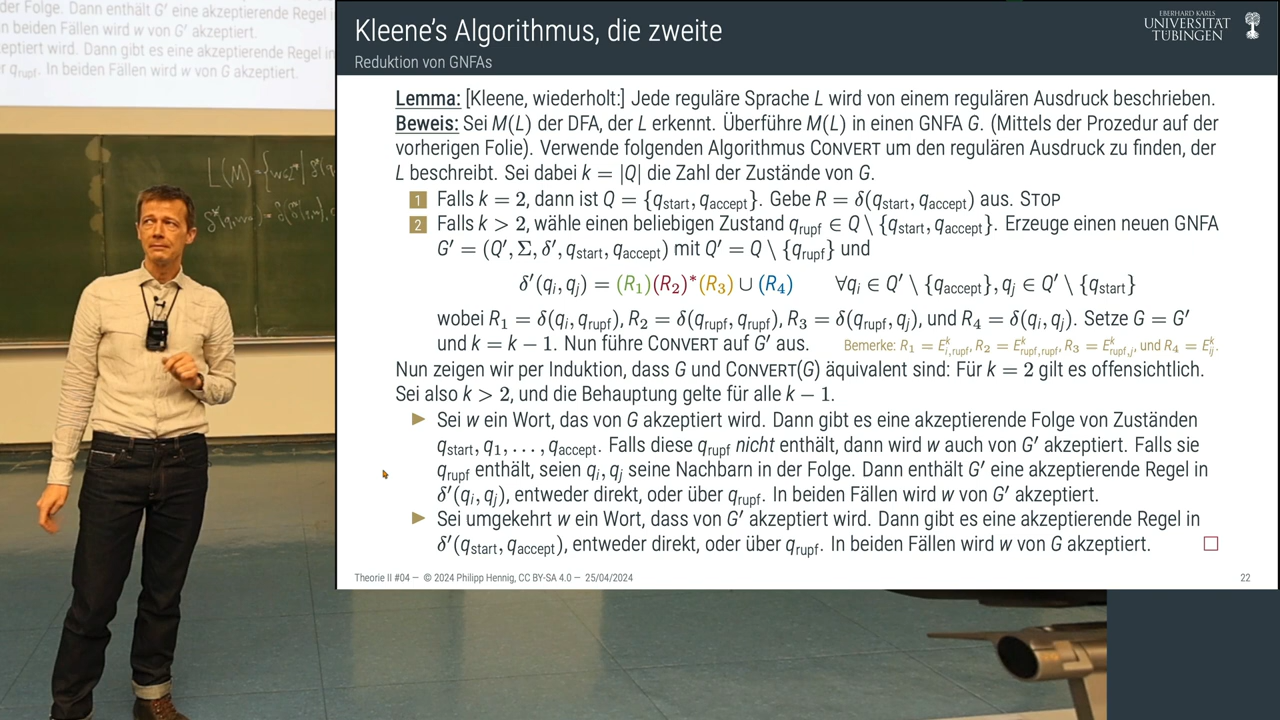 der Folge. Dann enthält G′ eine akzeptierende Regel
n beiden Fällen wird w von G′ akzeptiert.
eptiert wird. Dann gibt es eine akzeptierende Regel in
r q_rupf. In beiden Fällen wird w von G akzeptiert.
L(M) = {w∈Σ* | δ*(q
Kleene’s Algorithmus, die zweite
Reduktion von GNFAs
EBERHARD KARLS
UNIVERSITÄT
TÜBINGEN
Lemma: [Kleene, wiederholt:] Jede reguläre Sprache L wird von einem regulären Ausdruck beschrieben.
Beweis: Sei M(L) der DFA, der L erkennt. Überführe M(L) in einen GNFA G. (Mittels der Prozedur auf der
vorherigen Folie). Verwende folgenden Algorithmus CONVERT um den regulären Ausdruck zu finden, der
L beschreibt. Sei dabei k = |Q| die Zahl der Zustände von G.
1 Falls k = 2, dann ist Q = {q_start, q_accept}. Gebe R = δ(q_start, q_accept) aus. STOP
2 Falls k > 2, wähle einen beliebigen Zustand q_rupf ∈ Q \ {q_start, q_accept}. Erzeuge einen neuen GNFA
G′ = (Q′, Σ, δ′, q_start, q_accept) mit Q′ = Q \ {q_rupf} und
δ′(q_i, q_j) = (R_1)(R_2)*(R_3) ∪ (R_4) ∀q_i ∈ Q′ \ {q_accept}, q_j ∈ Q′ \ {q_start}
wobei R_1 = δ(q_i, q_rupf), R_2 = δ(q_rupf, q_rupf), R_3 = δ(q_rupf, q_j), und R_4 = δ(q_i, q_j). Setze G = G′
und k = k − 1. Nun führe CONVERT auf G′ aus. Bemerke: R_1 = E^k_{i,rupf}, R_2 = E^k_{rupf,rupf}, R_3 = E^k_{rupf,j}, und R_4 = E^k_{ij}.
Nun zeigen wir per Induktion, dass G und CONVERT(G) äquivalent sind: Für k = 2 gilt es offensichtlich.
Sei also k > 2, und die Behauptung gelte für alle k − 1.
▶ Sei w ein Wort, das von G akzeptiert wird. Dann gibt es eine akzeptierende Folge von Zuständen
q_start, q_1, . . . , q_accept. Falls diese q_rupf nicht enthält, dann wird w auch von G′ akzeptiert. Falls sie
q_rupf enthält, seien q_i, q_j seine Nachbarn in der Folge. Dann enthält G′ eine akzeptierende Regel in
δ′(q_i, q_j), entweder direkt, oder über q_rupf. In beiden Fällen wird w von G′ akzeptiert.
▶ Sei umgekehrt w ein Wort, dass von G′ akzeptiert wird. Dann gibt es eine akzeptierende Regel in
δ′(q_start, q_accept), entweder direkt, oder über q_rupf. In beiden Fällen wird w von G akzeptiert. □
Theorie II #04 — © 2024 Philipp Hennig, CC BY-SA 4.0 — 25/04/2024
22